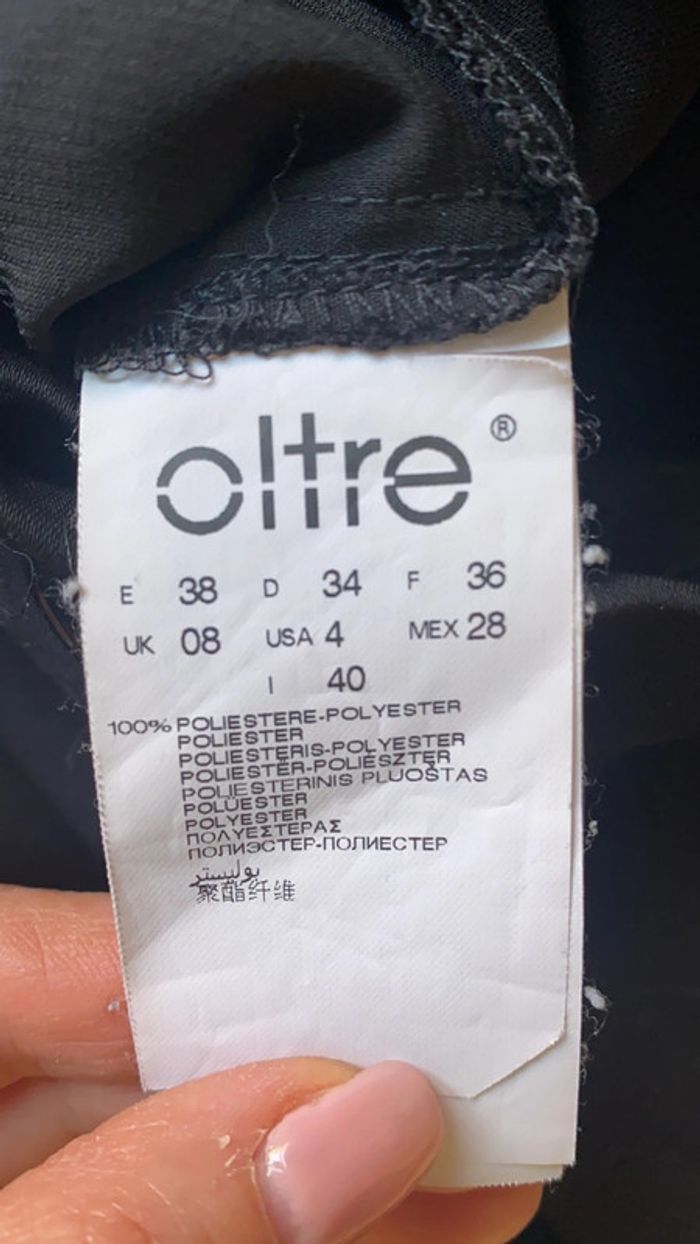 oltre ®
E 38 D 34 F 36
UK 08 USA 4 MEX 28
I 40
100% POLIESTERE-POLYESTER
POLIESTER
POLIESTERIS-POLYESTER
POLIESTĒR-POLIÉSZTER
POLIESTERINIS PLUOŠTAS
POLÜESTER
POLYESTER
ΠΟΛΥΕΣΤΕΡΑΣ
ПОЛИЭСТЕР-ПОЛИЕСТЕР
بوليستر
聚酯纤维